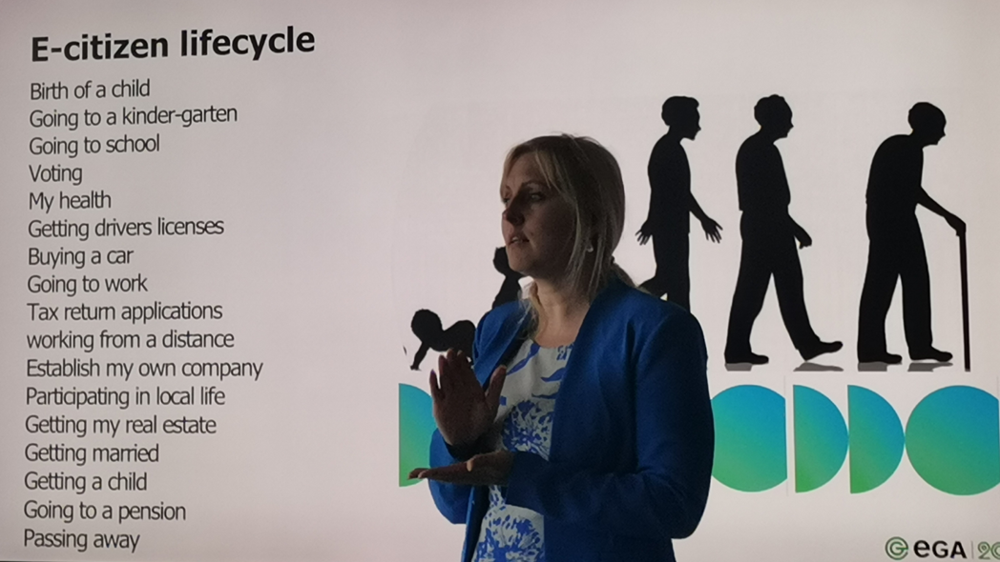 E-citizen lifecycle
Birth of a child
Going to a kinder-garten
Going to school
Voting
My health
Getting drivers licenses
Buying a car
Going to work
Tax return applications
working from a distance
Establish my own company
Participating in local life
Getting my real estate
Getting married
Getting a child
Going to a pension
Passing away
eGA 20